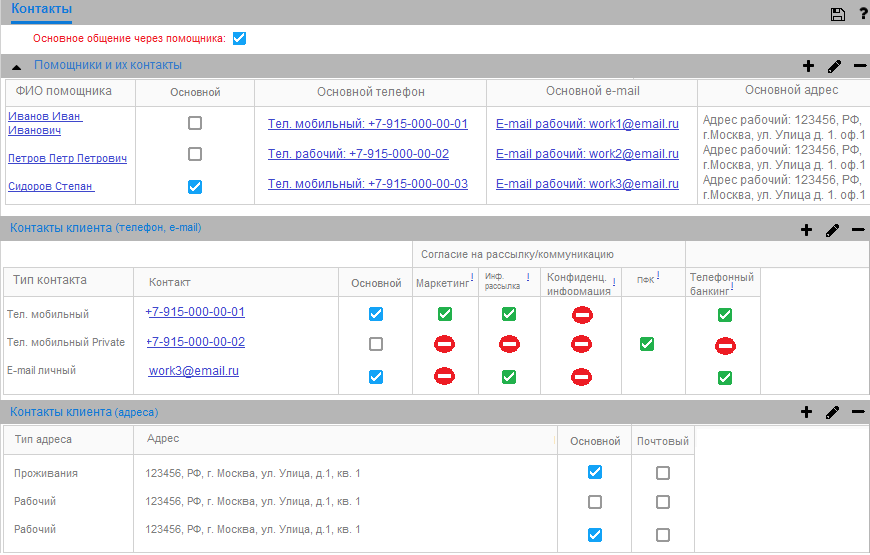 Контакты
?
Основное общение через помощника:
Помощники и их контакты
ФИО помощника Основной Основной телефон Основной e-mail Основной адрес
Иванов Иван
Иванович
Тел. мобильный: +7-915-000-00-01 E-mail рабочий: work1@email.ru
Адрес рабочий: 123456, РФ,
г.Москва, ул. Улица д. 1. оф.1
Петров Петр Петрович Тел. рабочий: +7-915-000-00-02 E-mail рабочий: work2@email.ru
Адрес рабочий: 123456, РФ,
г.Москва, ул. Улица д. 1. оф.1
Сидоров Степан Тел. мобильный: +7-915-000-00-03 E-mail рабочий: work3@email.ru
Адрес рабочий: 123456, РФ,
г.Москва, ул. Улица д. 1. оф.1
Контакты клиента (телефон, e-mail)
Согласие на рассылку/коммуникацию
Тип контакта Контакт Основной Маркетинг!
Инф.
рассылка !
Конфиденц.
информация !
ПФК !
Телефонный
банкинг !
Тел. мобильный +7-915-000-00-01
Тел. мобильный Private +7-915-000-00-02
E-mail личный work3@email.ru
Контакты клиента (адреса)
Тип адреса Адрес Основной Почтовый
Проживания 123456, РФ, г. Москва, ул. Улица, д.1, кв. 1
Рабочий 123456, РФ, г. Москва, ул. Улица, д.1, кв. 1
Рабочий 123456, РФ, г. Москва, ул. Улица, д.1, кв. 1